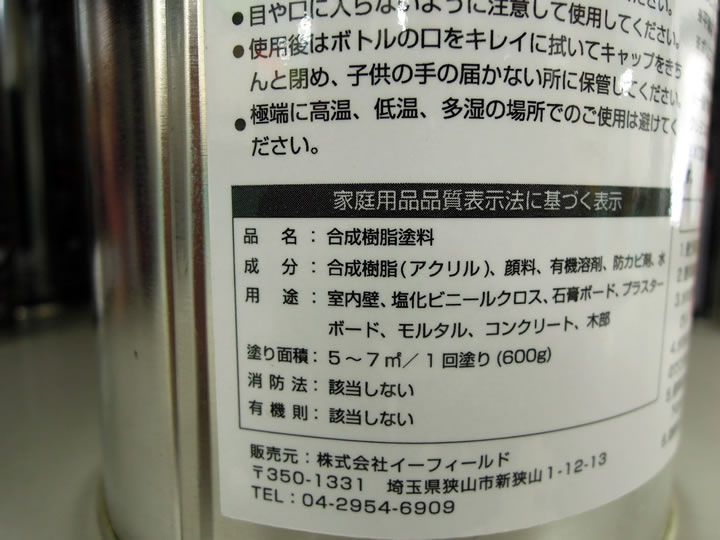 ●目や口に入らないように注意して使用してください。
●使用後はボトルの口をキレイに拭いてキャップをきち
んと閉め、子供の手の届かない所に保管してください。
●極端に高温、低温、多湿の場所でのご使用は避けてく
ださい。
家庭用品品質表示法に基づく表示
品 名：合成樹脂塗料
成 分：合成樹脂(アクリル)、顔料、有機溶剤、防カビ剤、水
用 途：室内壁、塩化ビニールクロス、石膏ボード、プラスター
ボード、モルタル、コンクリート、木部
塗り面積：5～7㎡／1回塗り(600g)
消防法：該当しない
有機則：該当しない
販売元：株式会社イーフィールド
〒350-1331 埼玉県狭山市新狭山1-12-13
TEL：04-2954-6909